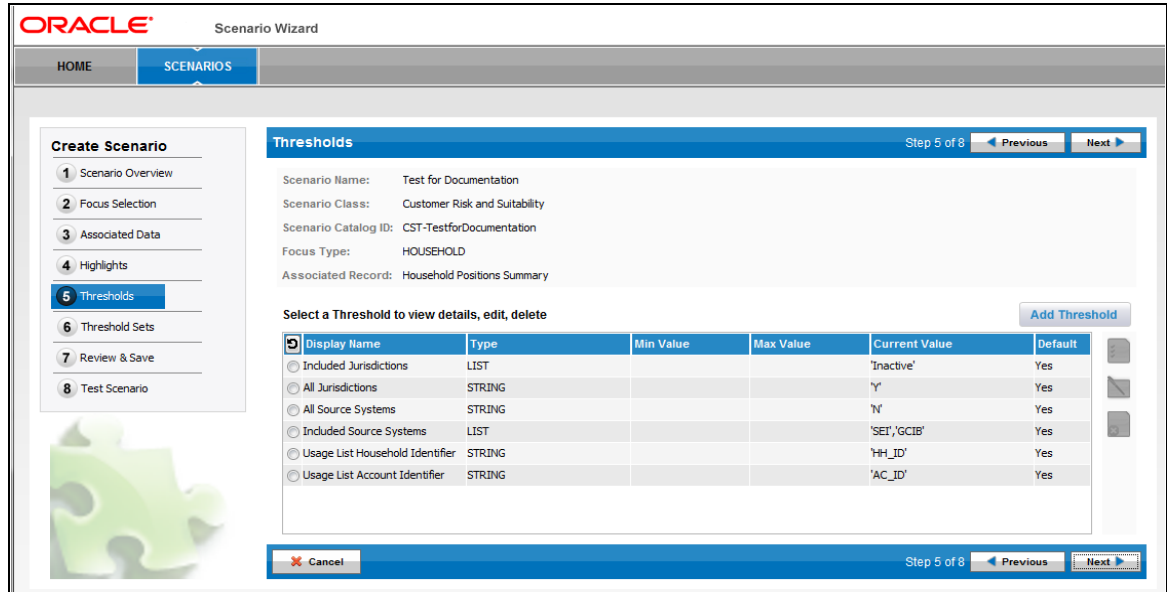 ORACLE Scenario Wizard
HOME SCENARIOS
Create Scenario
1 Scenario Overview
2 Focus Selection
3 Associated Data
4 Highlights
5 Thresholds
6 Threshold Sets
7 Review & Save
8 Test Scenario
Thresholds Step 5 of 8 Previous Next
Scenario Name: Test for Documentation
Scenario Class: Customer Risk and Suitability
Scenario Catalog ID: CST-TestforDocumentation
Focus Type: HOUSEHOLD
Associated Record: Household Positions Summary
Select a Threshold to view details, edit, delete Add Threshold
Display Name Type Min Value Max Value Current Value Default
Included Jurisdictions LIST 'Inactive' Yes
All Jurisdictions STRING 'Y' Yes
All Source Systems STRING 'N' Yes
Included Source Systems LIST 'SEI','GCIB' Yes
Usage List Household Identifier STRING 'HH_ID' Yes
Usage List Account Identifier STRING 'AC_ID' Yes
Cancel Step 5 of 8 Previous Next